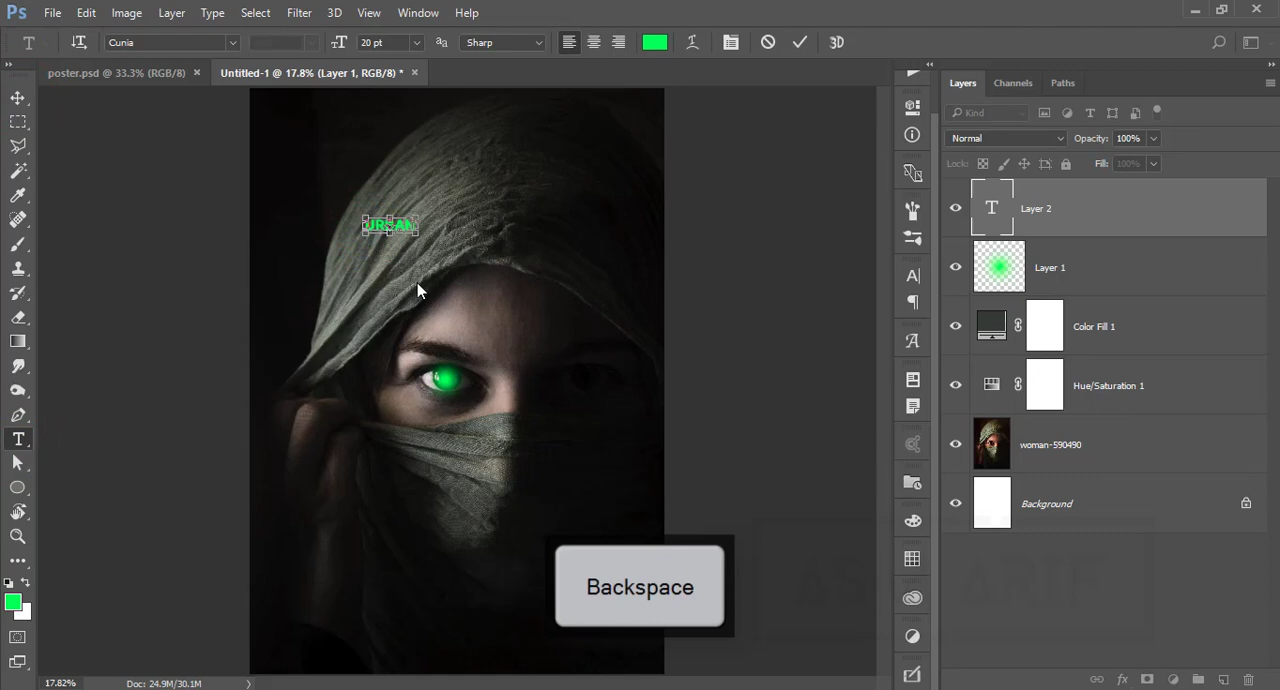 Ps File Edit Image Layer Type Select Filter 3D View Window Help
T Cunia 20 pt aa Sharp 3D
poster.psd @ 33.3% (RGB/8) × Untitled-1 @ 17.8% (Layer 1, RGB/8) * ×
Layers Channels Paths
Kind
Normal Opacity: 100%
Lock: Fill: 100%
T Layer 2
Layer 1
Color Fill 1
Hue/Saturation 1
woman-590490
Background
Backspace
17.82% Doc: 24.9M/30.1M